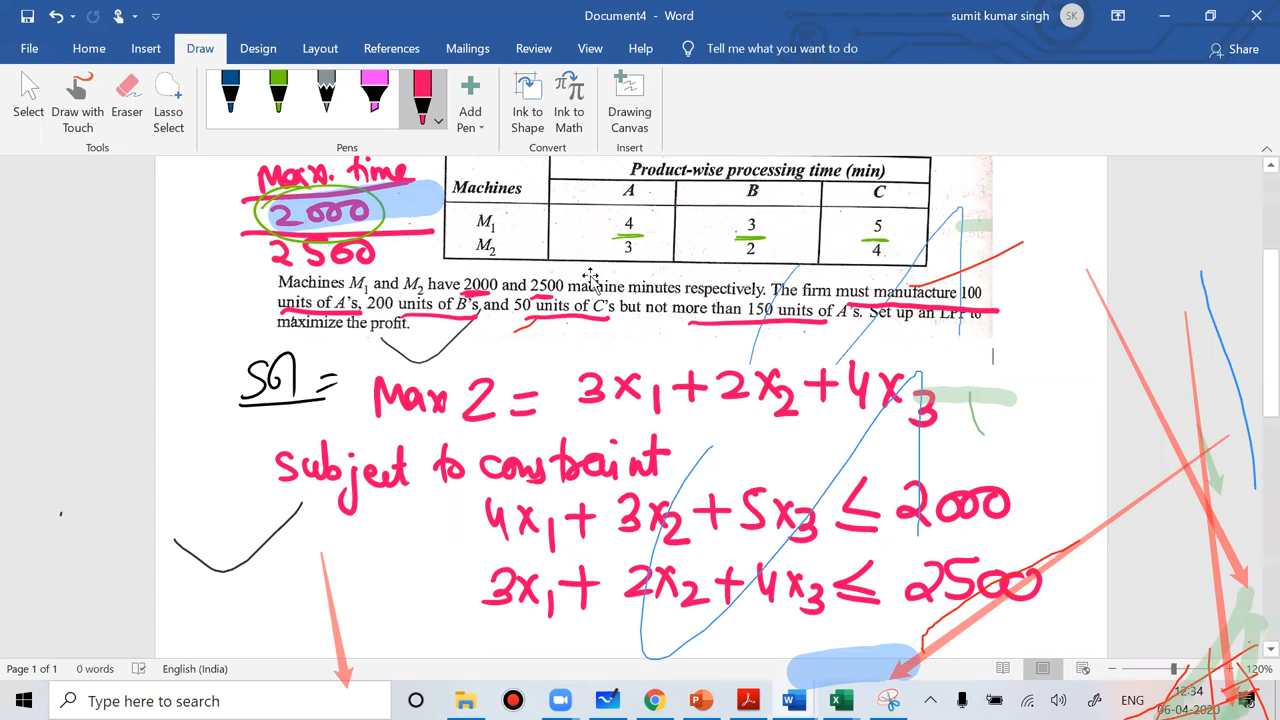 Document4 - Word
sumit kumar singh
SK
File Home Insert Draw Design Layout References Mailings Review View Help Tell me what you want to do Share
Select
Draw with Touch
Eraser
Lasso Select
Add Pen
Ink to Shape
Ink to Math
Drawing Canvas
Tools
Pens
Convert
Insert
Max. time
2000
2500
Machines
Product-wise processing time (min)
A B C
M1 4 3 5
M2 3 2 4
Machines M1 and M2 have 2000 and 2500 machine minutes respectively. The firm must manufacture 100
units of A's, 200 units of B's and 50 units of C's but not more than 150 units of A's. Set up an LPP to
maximize the profit.
Sol =
Max Z = 3x1 + 2x2 + 4x3
Subject to constraint
4x1 + 3x2 + 5x3 ≤ 2000
3x1 + 2x2 + 4x3 ≤ 2500
Page 1 of 1 0 words English (India) 120%
Type here to search
ENG
12:34
06-04-2020